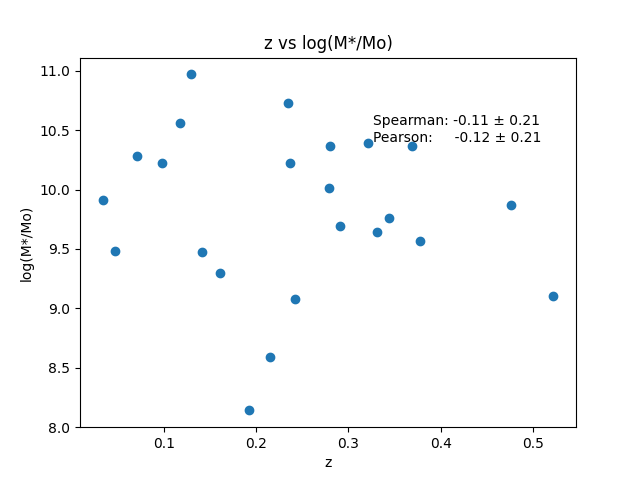 z vs log(M*/Mo)
11.0
10.5
10.0
9.5
9.0
8.5
8.0
log(M*/Mo)
Spearman: -0.11 ± 0.21
Pearson: -0.12 ± 0.21
0.1 0.2 0.3 0.4 0.5
z